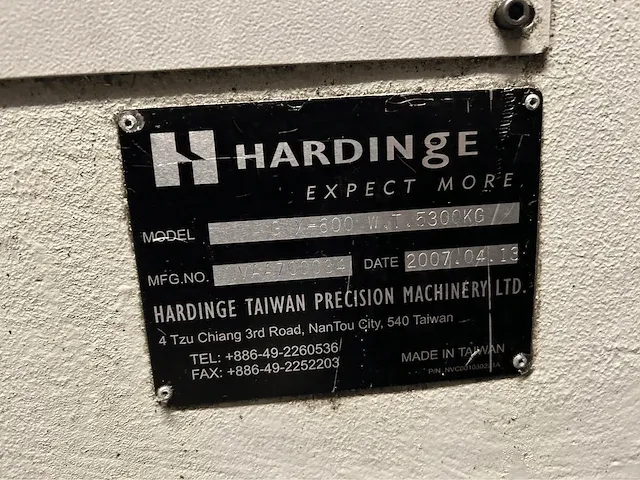 HARDINGE
EXPECT MORE
MODEL W.T.5300KG
MFG.NO. DATE 2007.04.13
HARDINGE TAIWAN PRECISION MACHINERY LTD.
4 Tzu Chiang 3rd Road, NanTou City, 540 Taiwan
TEL: +886-49-2260536
FAX: +886-49-2252203
MADE IN TAIWAN
P/N